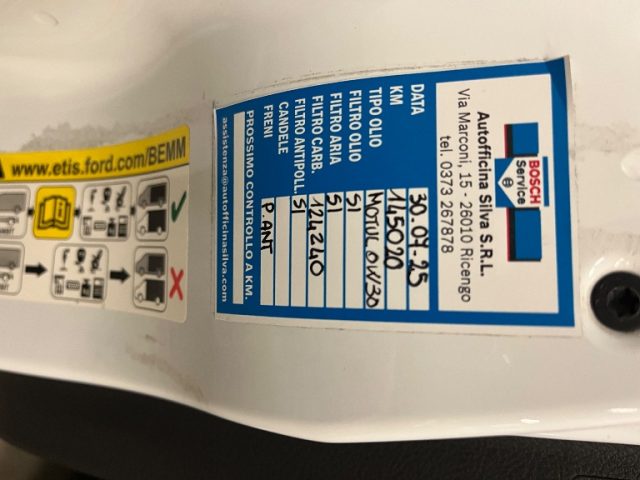 BOSCH
Service
Autofficina Silva S.R.L.
Via Marconi, 15 - 26010 Ricengo
tel. 0373 267878
DATA 30.07.25
KM 145020
TIPO OLIO MOTUL 0W30
FILTRO OLIO SI
FILTRO ARIA SI
FILTRO CARB. 124240
FILTRO ANTIPOLL. SI
CANDELE
FRENI P.ANT
PROSSIMO CONTROLLO A KM.
assistenza@autofficinasilva.com
www.etis.ford.com/BEMM